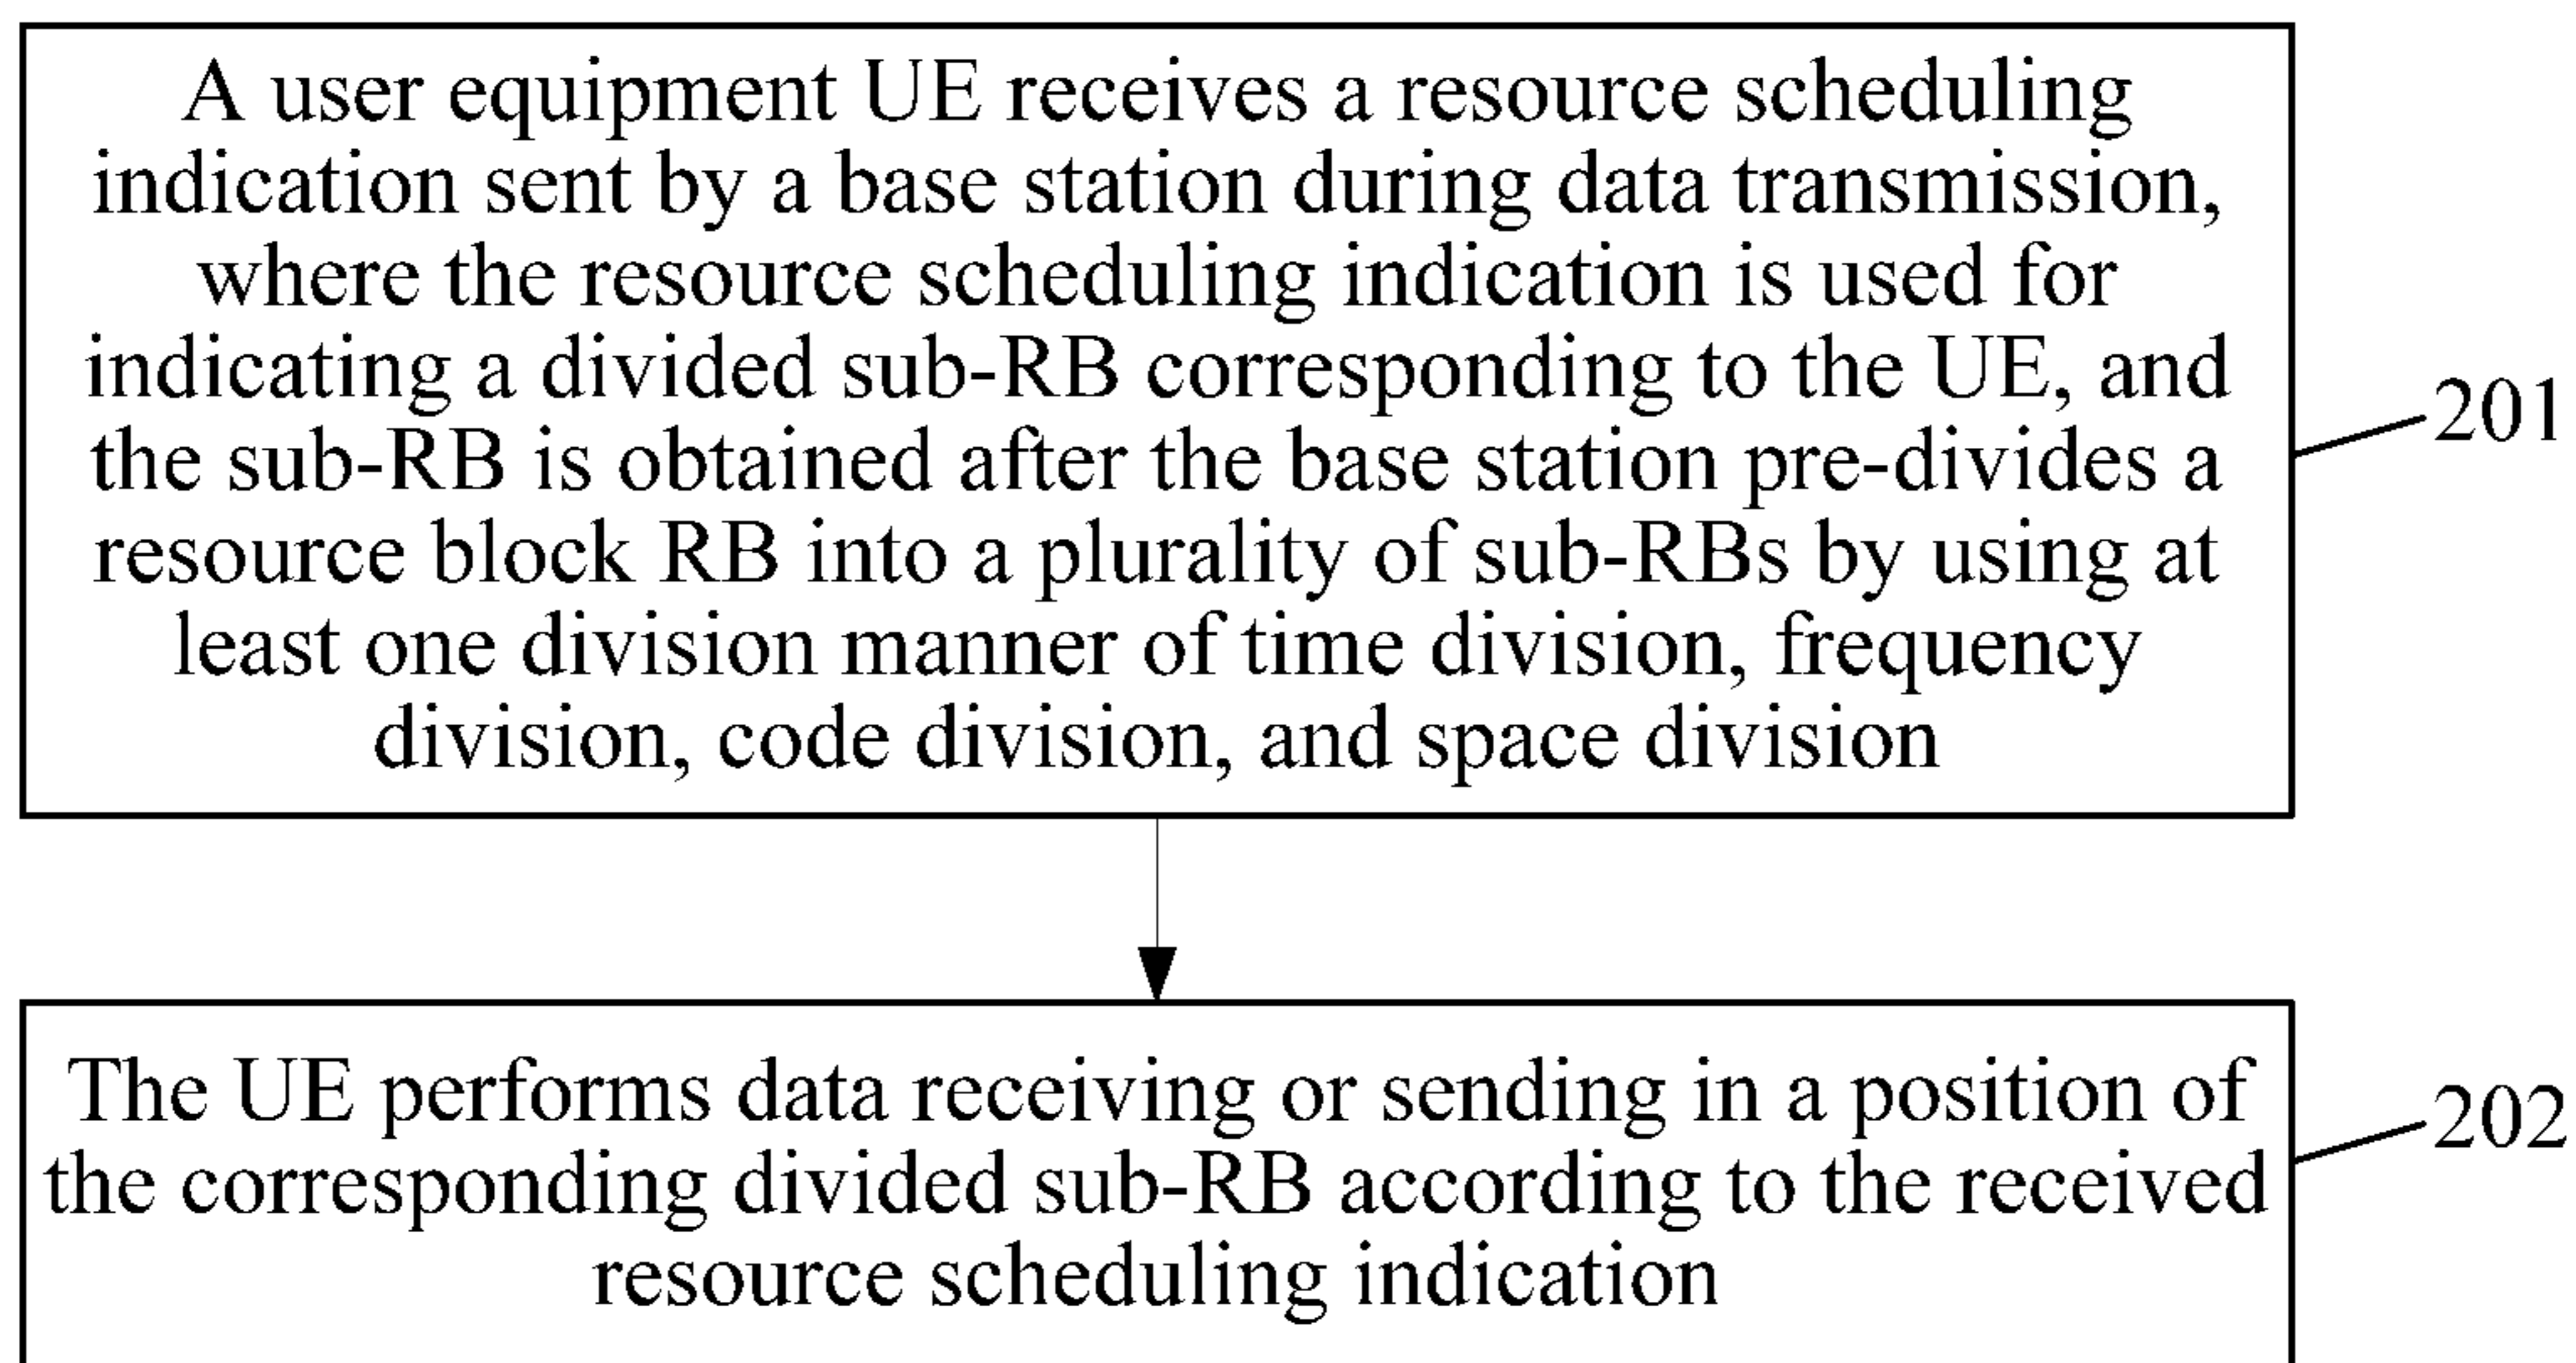 A user equipment UE receives a resource scheduling
indication sent by a base station during data transmission,
where the resource scheduling indication is used for
indicating a divided sub-RB corresponding to the UE, and
the sub-RB is obtained after the base station pre-divides a
resource block RB into a plurality of sub-RBs by using at
least one division manner of time division, frequency
division, code division, and space division
201
The UE performs data receiving or sending in a position of
the corresponding divided sub-RB according to the received
resource scheduling indication
202